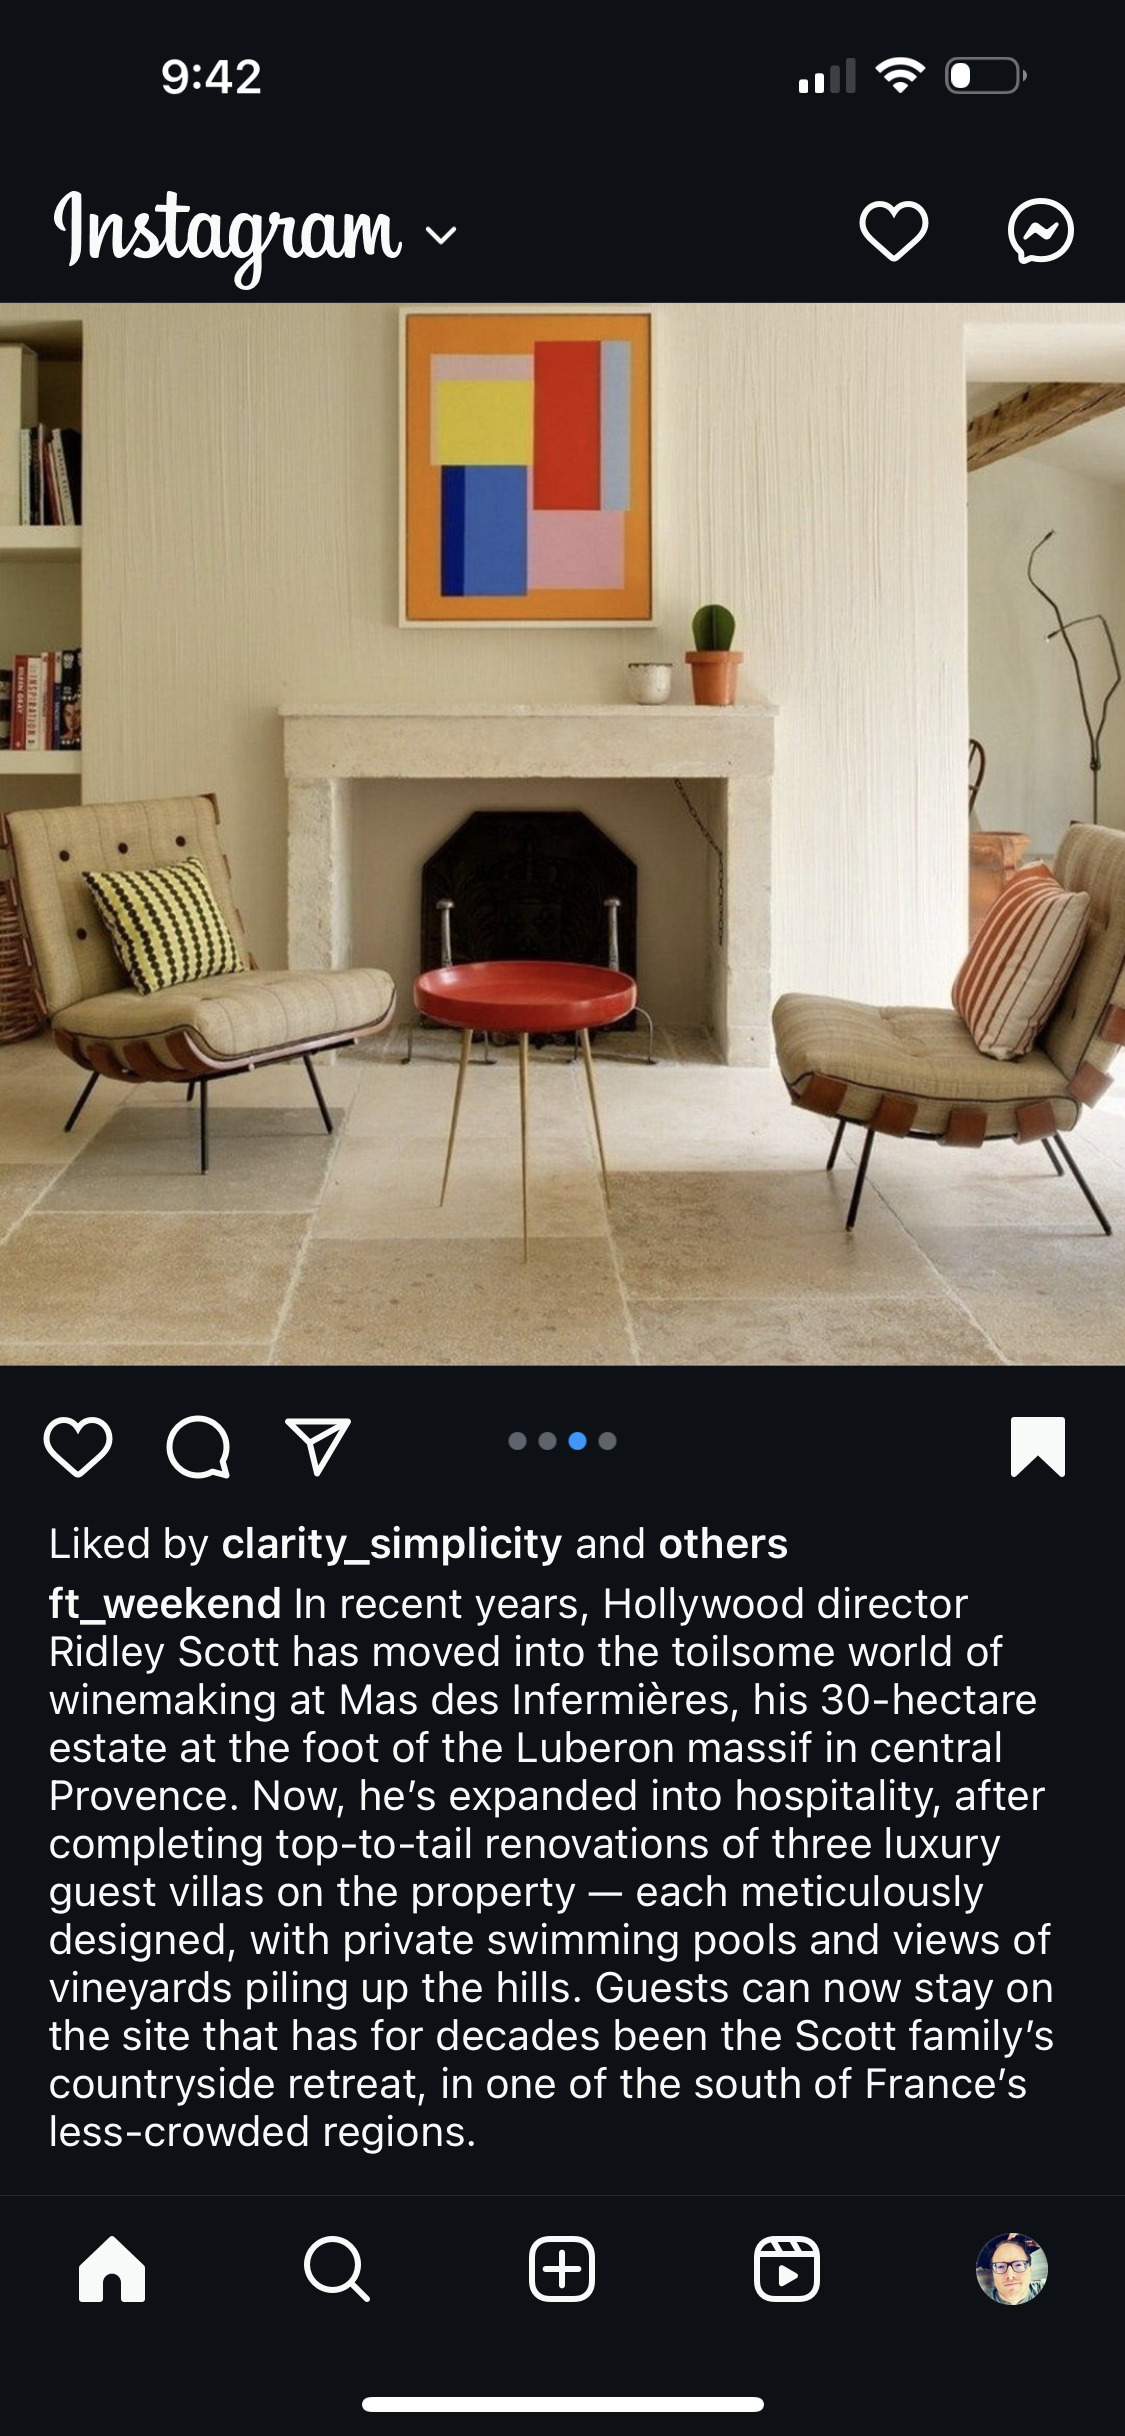 9:42
Instagram
EILEEN GRAY
INSPIRATION
Liked by clarity_simplicity and others
ft_weekend In recent years, Hollywood director
Ridley Scott has moved into the toilsome world of
winemaking at Mas des Infermières, his 30-hectare
estate at the foot of the Luberon massif in central
Provence. Now, he’s expanded into hospitality, after
completing top-to-tail renovations of three luxury
guest villas on the property — each meticulously
designed, with private swimming pools and views of
vineyards piling up the hills. Guests can now stay on
the site that has for decades been the Scott family’s
countryside retreat, in one of the south of France’s
less-crowded regions.